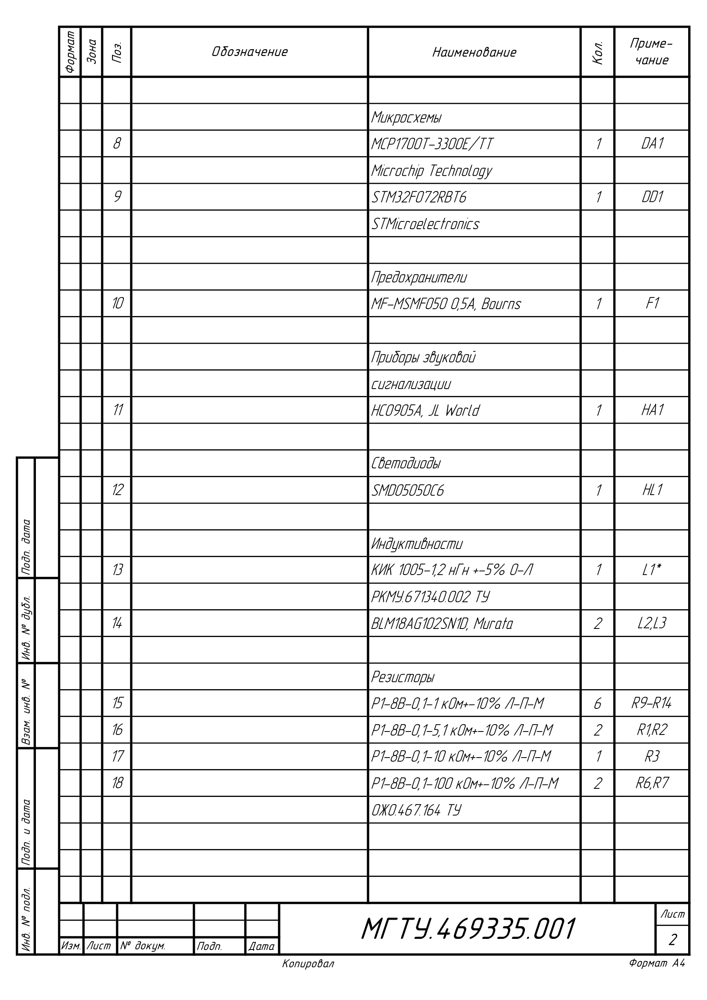 Формат Зона Поз. Обозначение Наименование Кол. Приме-
чание
Микросхемы
8 MCP1700T-3300E/TT 1 DA1
Microchip Technology
9 STM32F072RBT6 1 DD1
STMicroelectronics
Предохранители
10 MF-MSMF050 0,5A, Bourns 1 F1
Приборы звуковой
сигнализации
11 HC0905A, JL World 1 HA1
Светодиоды
12 SMD05050C6 1 HL1
Индуктивности
13 КИК 1005-1,2 нГн +-5% О-Л 1 L1*
РКМУ.671340.002 ТУ
14 BLM18AG102SN1D, Murata 2 L2,L3
Резисторы
15 Р1-8В-0,1-1 кОм+-10% Л-П-М 6 R9-R14
16 Р1-8В-0,1-5,1 кОм+-10% Л-П-М 2 R1,R2
17 Р1-8В-0,1-10 кОм+-10% Л-П-М 1 R3
18 Р1-8В-0,1-100 кОм+-10% Л-П-М 2 R6,R7
ОЖ0.467.164 ТУ
Подп. дата
Инв. № дубл.
Взам. инв. №
Подп. и дата
Инв. № подл.
Изм. Лист № докум. Подп. Дата
МГТУ.469335.001
Лист
2
Копировал Формат А4